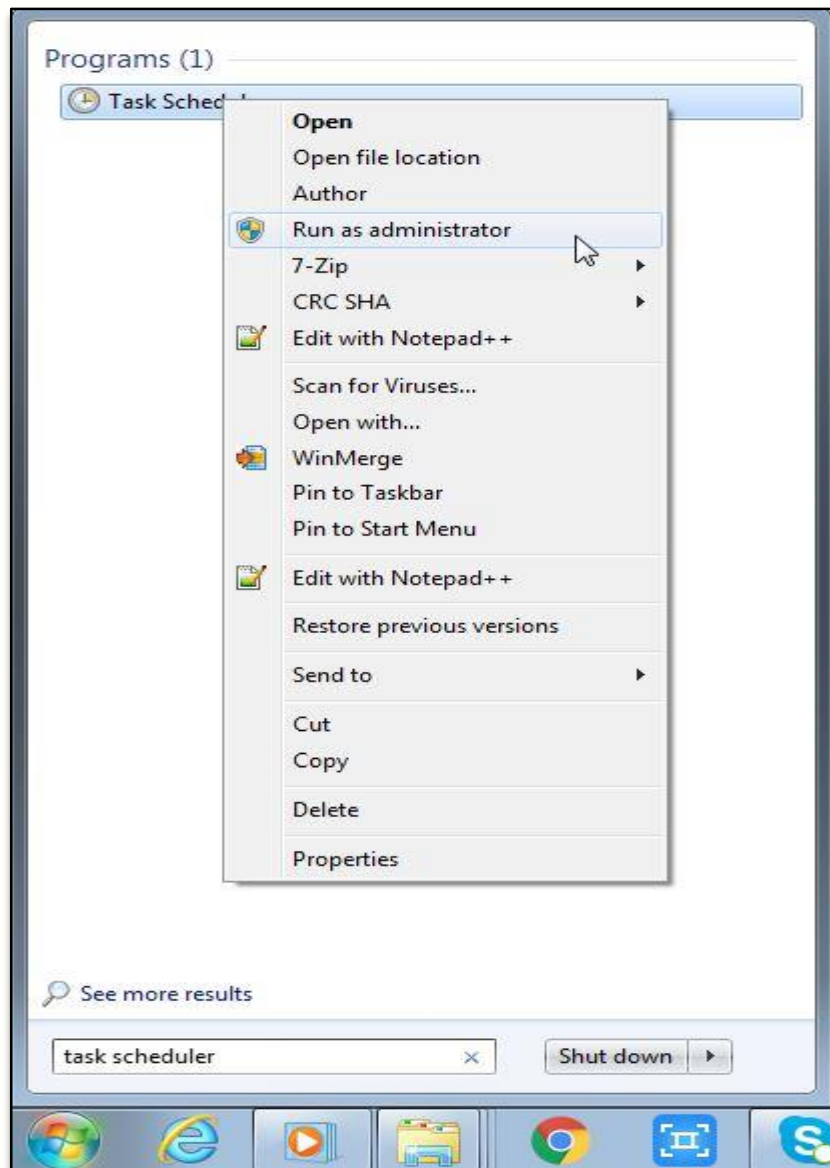 Programs (1)
Task Sched
Open
Open file location
Author
Run as administrator
7-Zip
CRC SHA
Edit with Notepad++
Scan for Viruses...
Open with...
WinMerge
Pin to Taskbar
Pin to Start Menu
Edit with Notepad++
Restore previous versions
Send to
Cut
Copy
Delete
Properties
See more results
task scheduler
Shut down